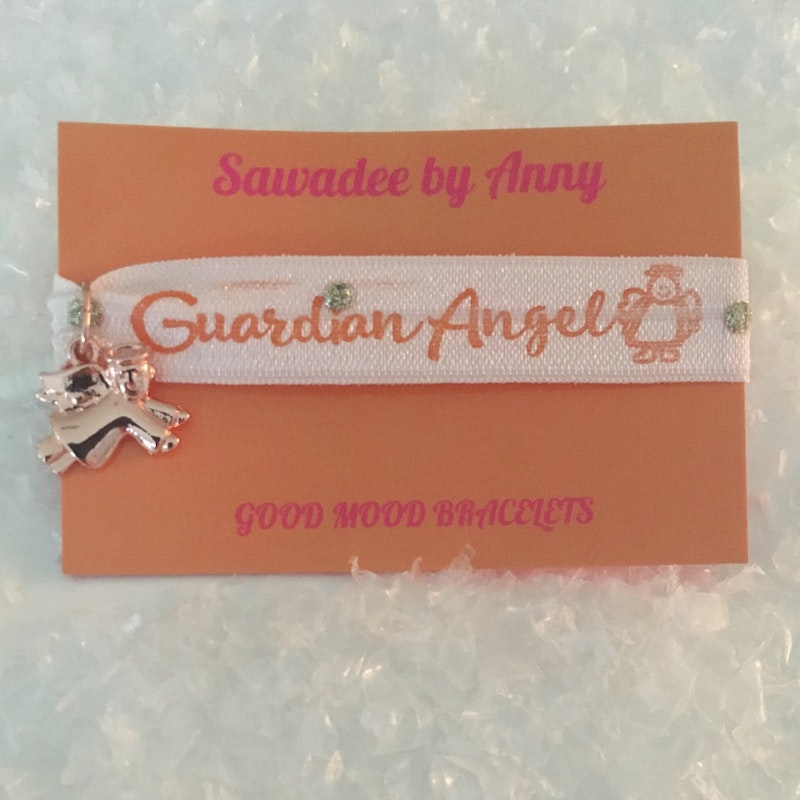 Sawadee by Anny
Guardian Angel
GOOD MOOD BRACELETS